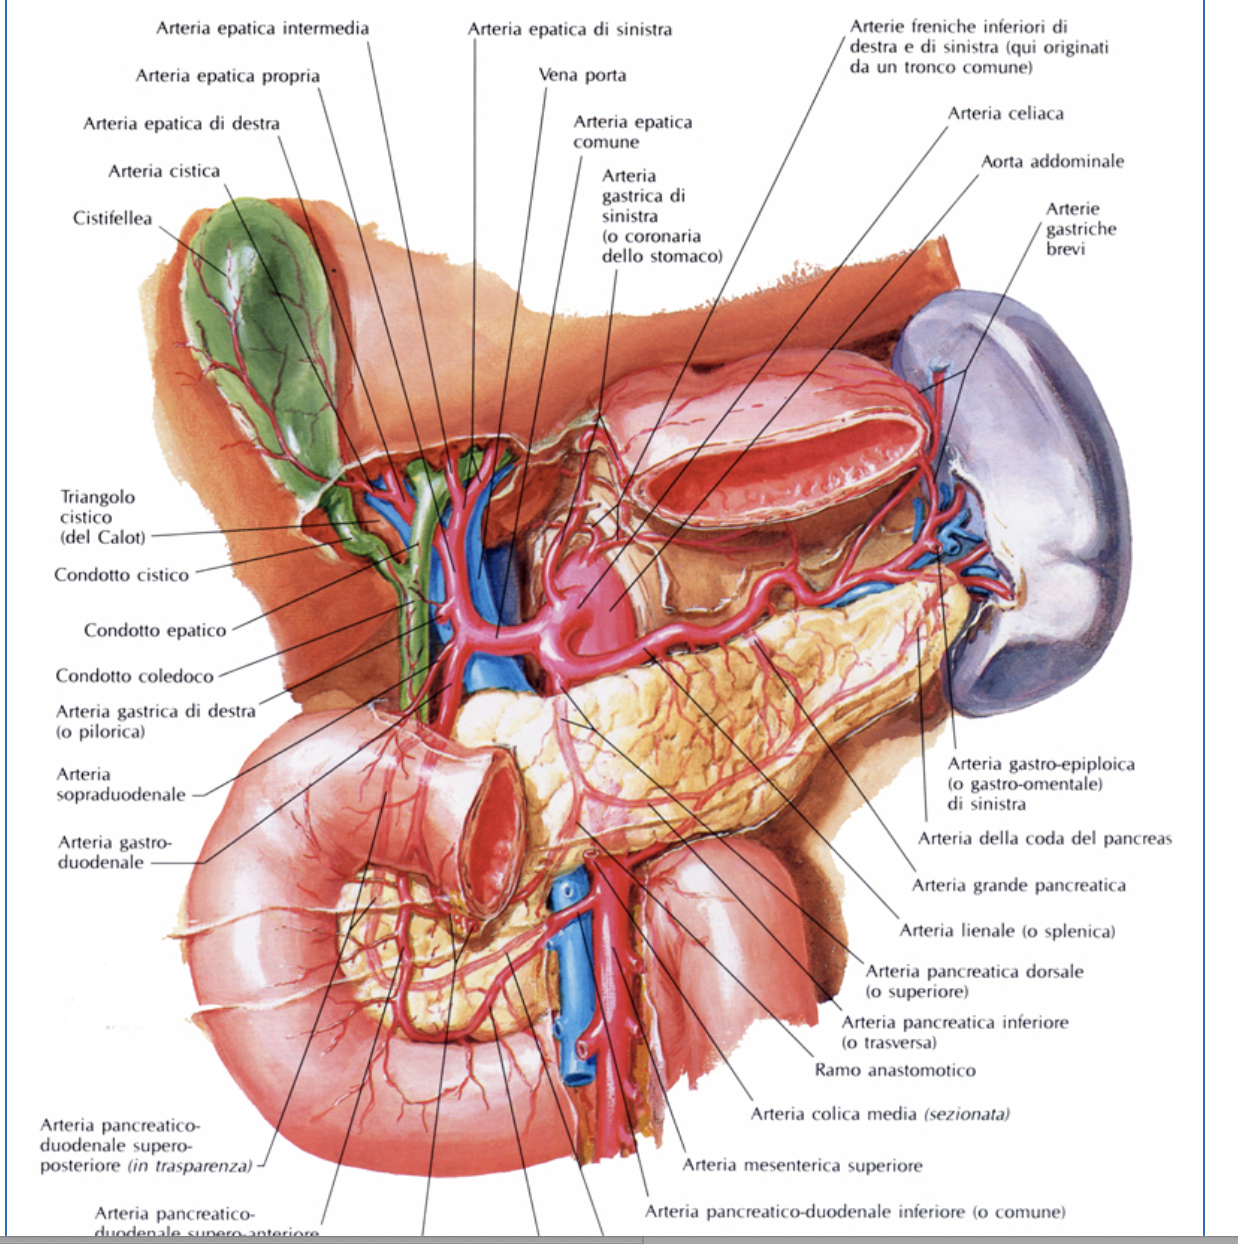 Arteria epatica intermedia
Arteria epatica propria
Arteria epatica di destra
Arteria cistica
Cistifellea
Arteria epatica di sinistra
Vena porta
Arteria epatica
comune
Arteria
gastrica di
sinistra
(o coronaria
dello stomaco)
Arterie freniche inferiori di
destra e di sinistra (qui originati
da un tronco comune)
Arteria celiaca
Aorta addominale
Arterie
gastriche
brevi
Triangolo
cistico
(del Calot)
Condotto cistico
Condotto epatico
Condotto coledoco
Arteria gastrica di destra
(o pilorica)
Arteria
sopraduodenale
Arteria gastro-
duodenale
Arteria pancreatico-
duodenale supero-
posteriore (in trasparenza)
Arteria pancreatico-
duodenale supero-anteriore
Arteria gastro-epiploica
(o gastro-omentale)
di sinistra
Arteria della coda del pancreas
Arteria grande pancreatica
Arteria lienale (o splenica)
Arteria pancreatica dorsale
(o superiore)
Arteria pancreatica inferiore
(o trasversa)
Ramo anastomotico
Arteria colica media (sezionata)
Arteria mesenterica superiore
Arteria pancreatico-duodenale inferiore (o comune)